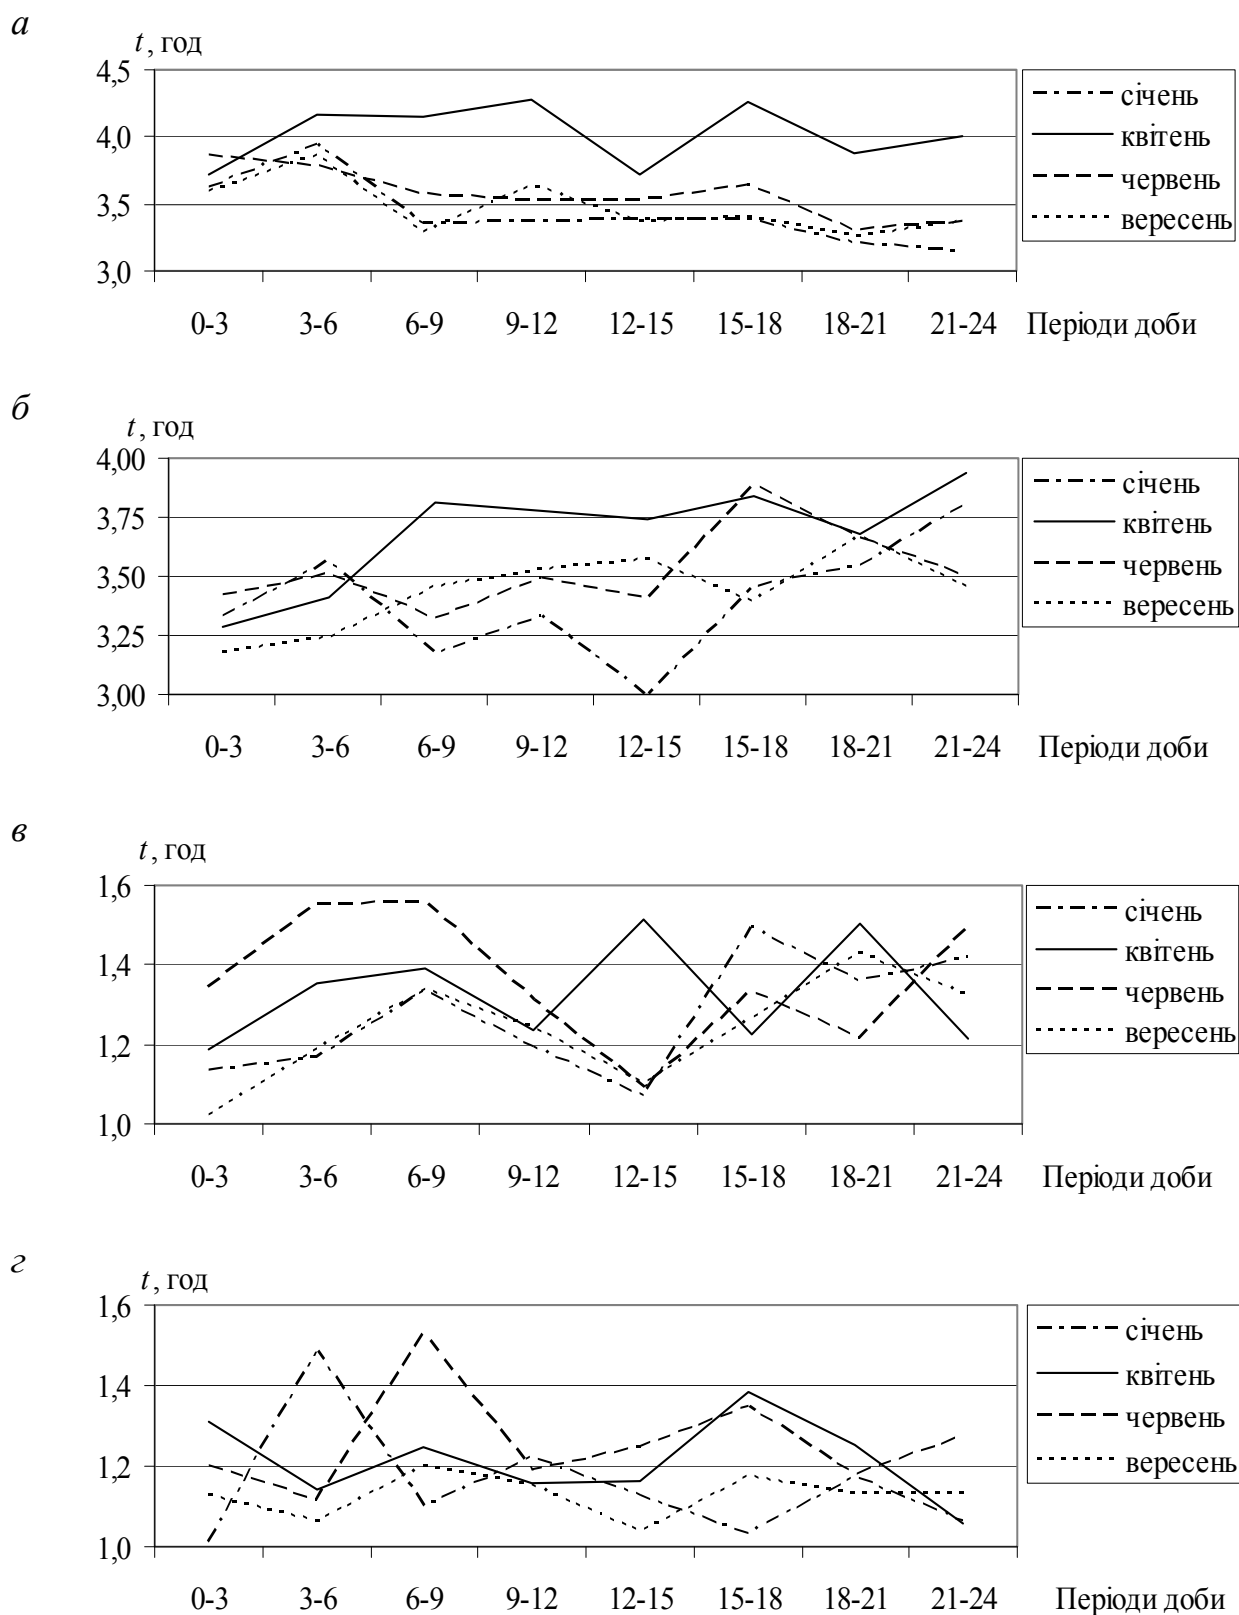 а
t, год
4,5
4,0
3,5
3,0
0-3 3-6 6-9 9-12 12-15 15-18 18-21 21-24 Періоди доби
січень
квітень
червень
вересень
б
t, год
4,00
3,75
3,50
3,25
3,00
0-3 3-6 6-9 9-12 12-15 15-18 18-21 21-24 Періоди доби
січень
квітень
червень
вересень
в
t, год
1,6
1,4
1,2
1,0
0-3 3-6 6-9 9-12 12-15 15-18 18-21 21-24 Періоди доби
січень
квітень
червень
вересень
г
t, год
1,6
1,4
1,2
1,0
0-3 3-6 6-9 9-12 12-15 15-18 18-21 21-24 Періоди доби
січень
квітень
червень
вересень